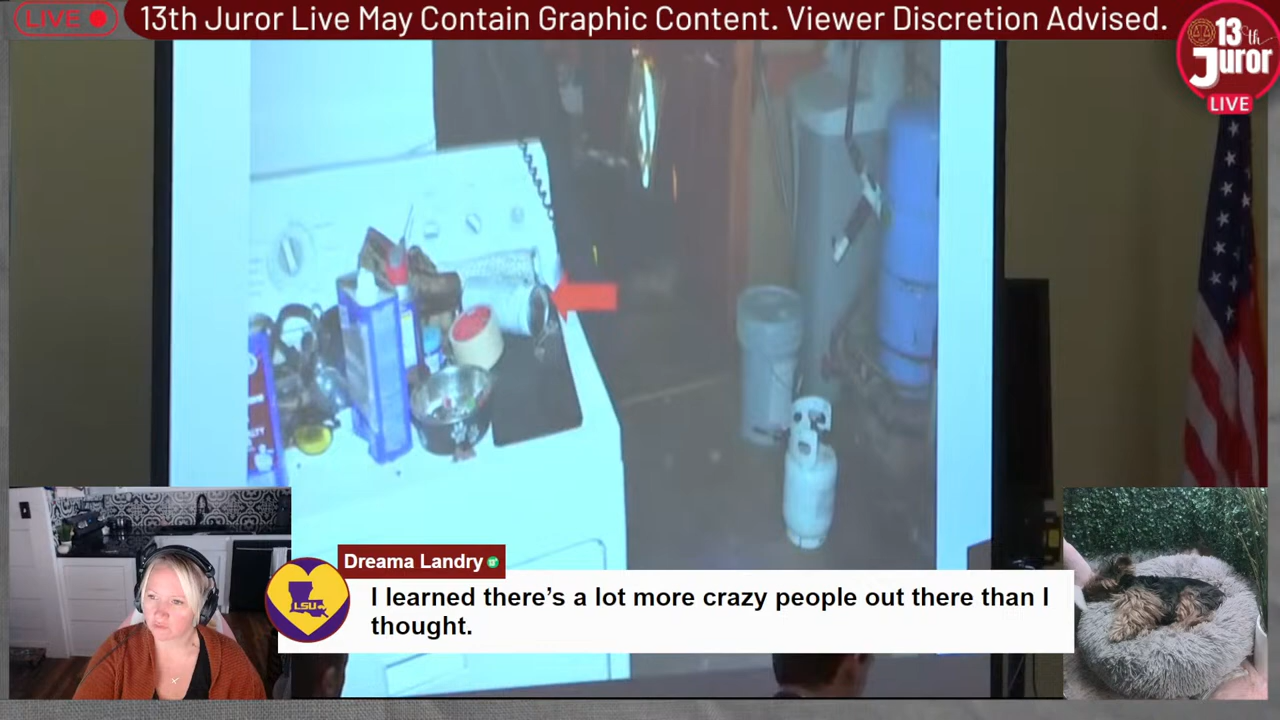 LIVE
13th Juror Live May Contain Graphic Content. Viewer Discretion Advised.
13th
Juror
LIVE
Dreama Landry
LSU
I learned there's a lot more crazy people out there than I
thought.